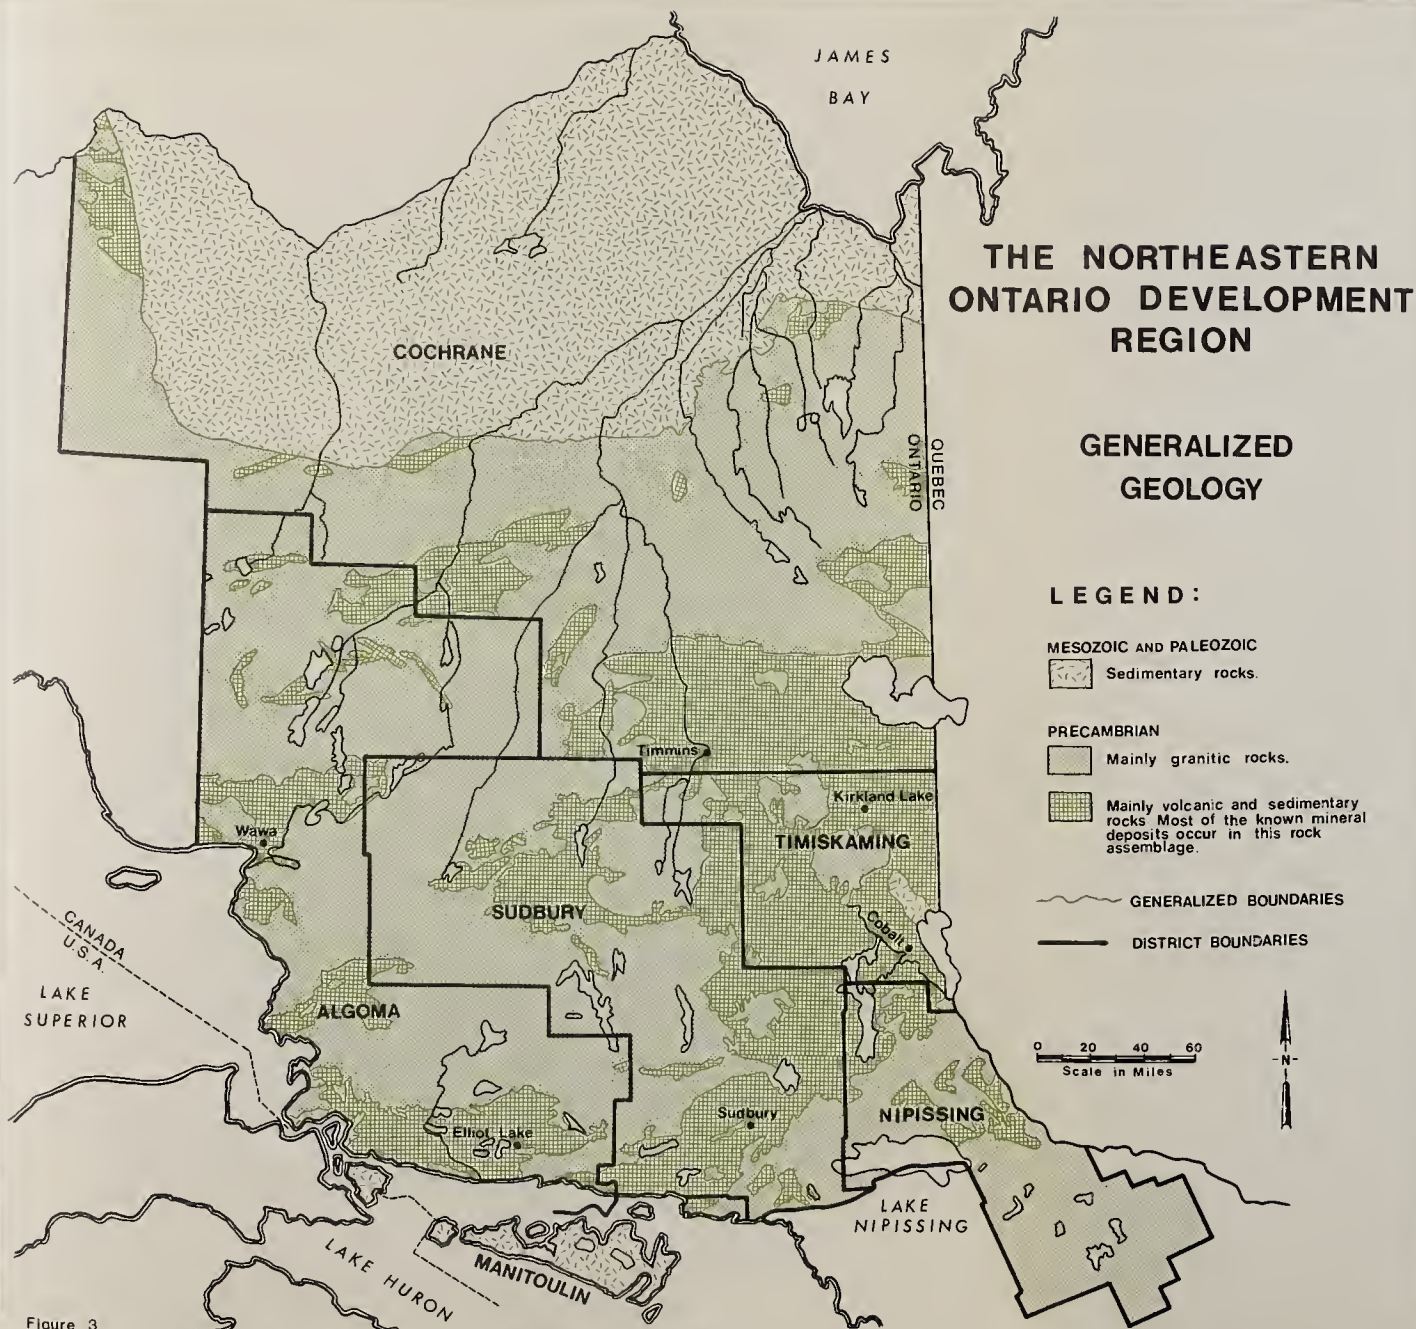 JAMES
BAY
THE NORTHEASTERN
ONTARIO DEVELOPMENT
REGION
COCHRANE
GENERALIZED
GEOLOGY
ONTARIO
QUEBEC
LEGEND:
MESOZOIC AND PALEOZOIC
Sedimentary rocks.
PRECAMBRIAN
Mainly granitic rocks.
Mainly volcanic and sedimentary
rocks Most of the known mineral
deposits occur in this rock
assemblage.
GENERALIZED BOUNDARIES
DISTRICT BOUNDARIES
Timmins
Kirkland Lake
TIMISKAMING
Wawa
SUDBURY
Cobalt
CANADA
U.S.A.
LAKE
SUPERIOR
ALGOMA
0 20 40 60
Scale in Miles
-N-
Sudbury
NIPISSING
Elliot Lake
LAKE
NIPISSING
LAKE HURON
MANITOULIN
Figure 3